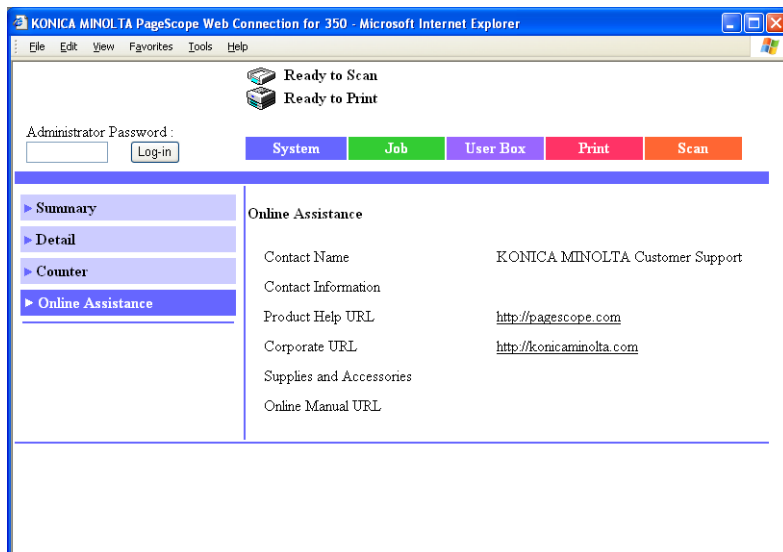 KONICA MINOLTA PageScope Web Connection for 350 - Microsoft Internet Explorer
File Edit View Favorites Tools Help
Ready to Scan
Ready to Print
Administrator Password :
Log-in
System Job User Box Print Scan
Summary
Detail
Counter
Online Assistance
Online Assistance
Contact Name KONICA MINOLTA Customer Support
Contact Information
Product Help URL http://pagescope.com
Corporate URL http://konicaminolta.com
Supplies and Accessories
Online Manual URL